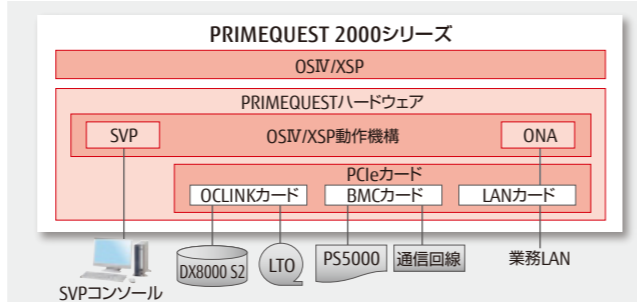 PRIMEQUEST 2000シリーズ
OSⅣ/XSP
PRIMEQUESTハードウェア
SVP
OSⅣ/XSP動作機構
ONA
PCIeカード
OCLINKカード
BMCカード
LANカード
DX8000 S2
LTO
PS5000
通信回線
業務LAN
SVPコンソール